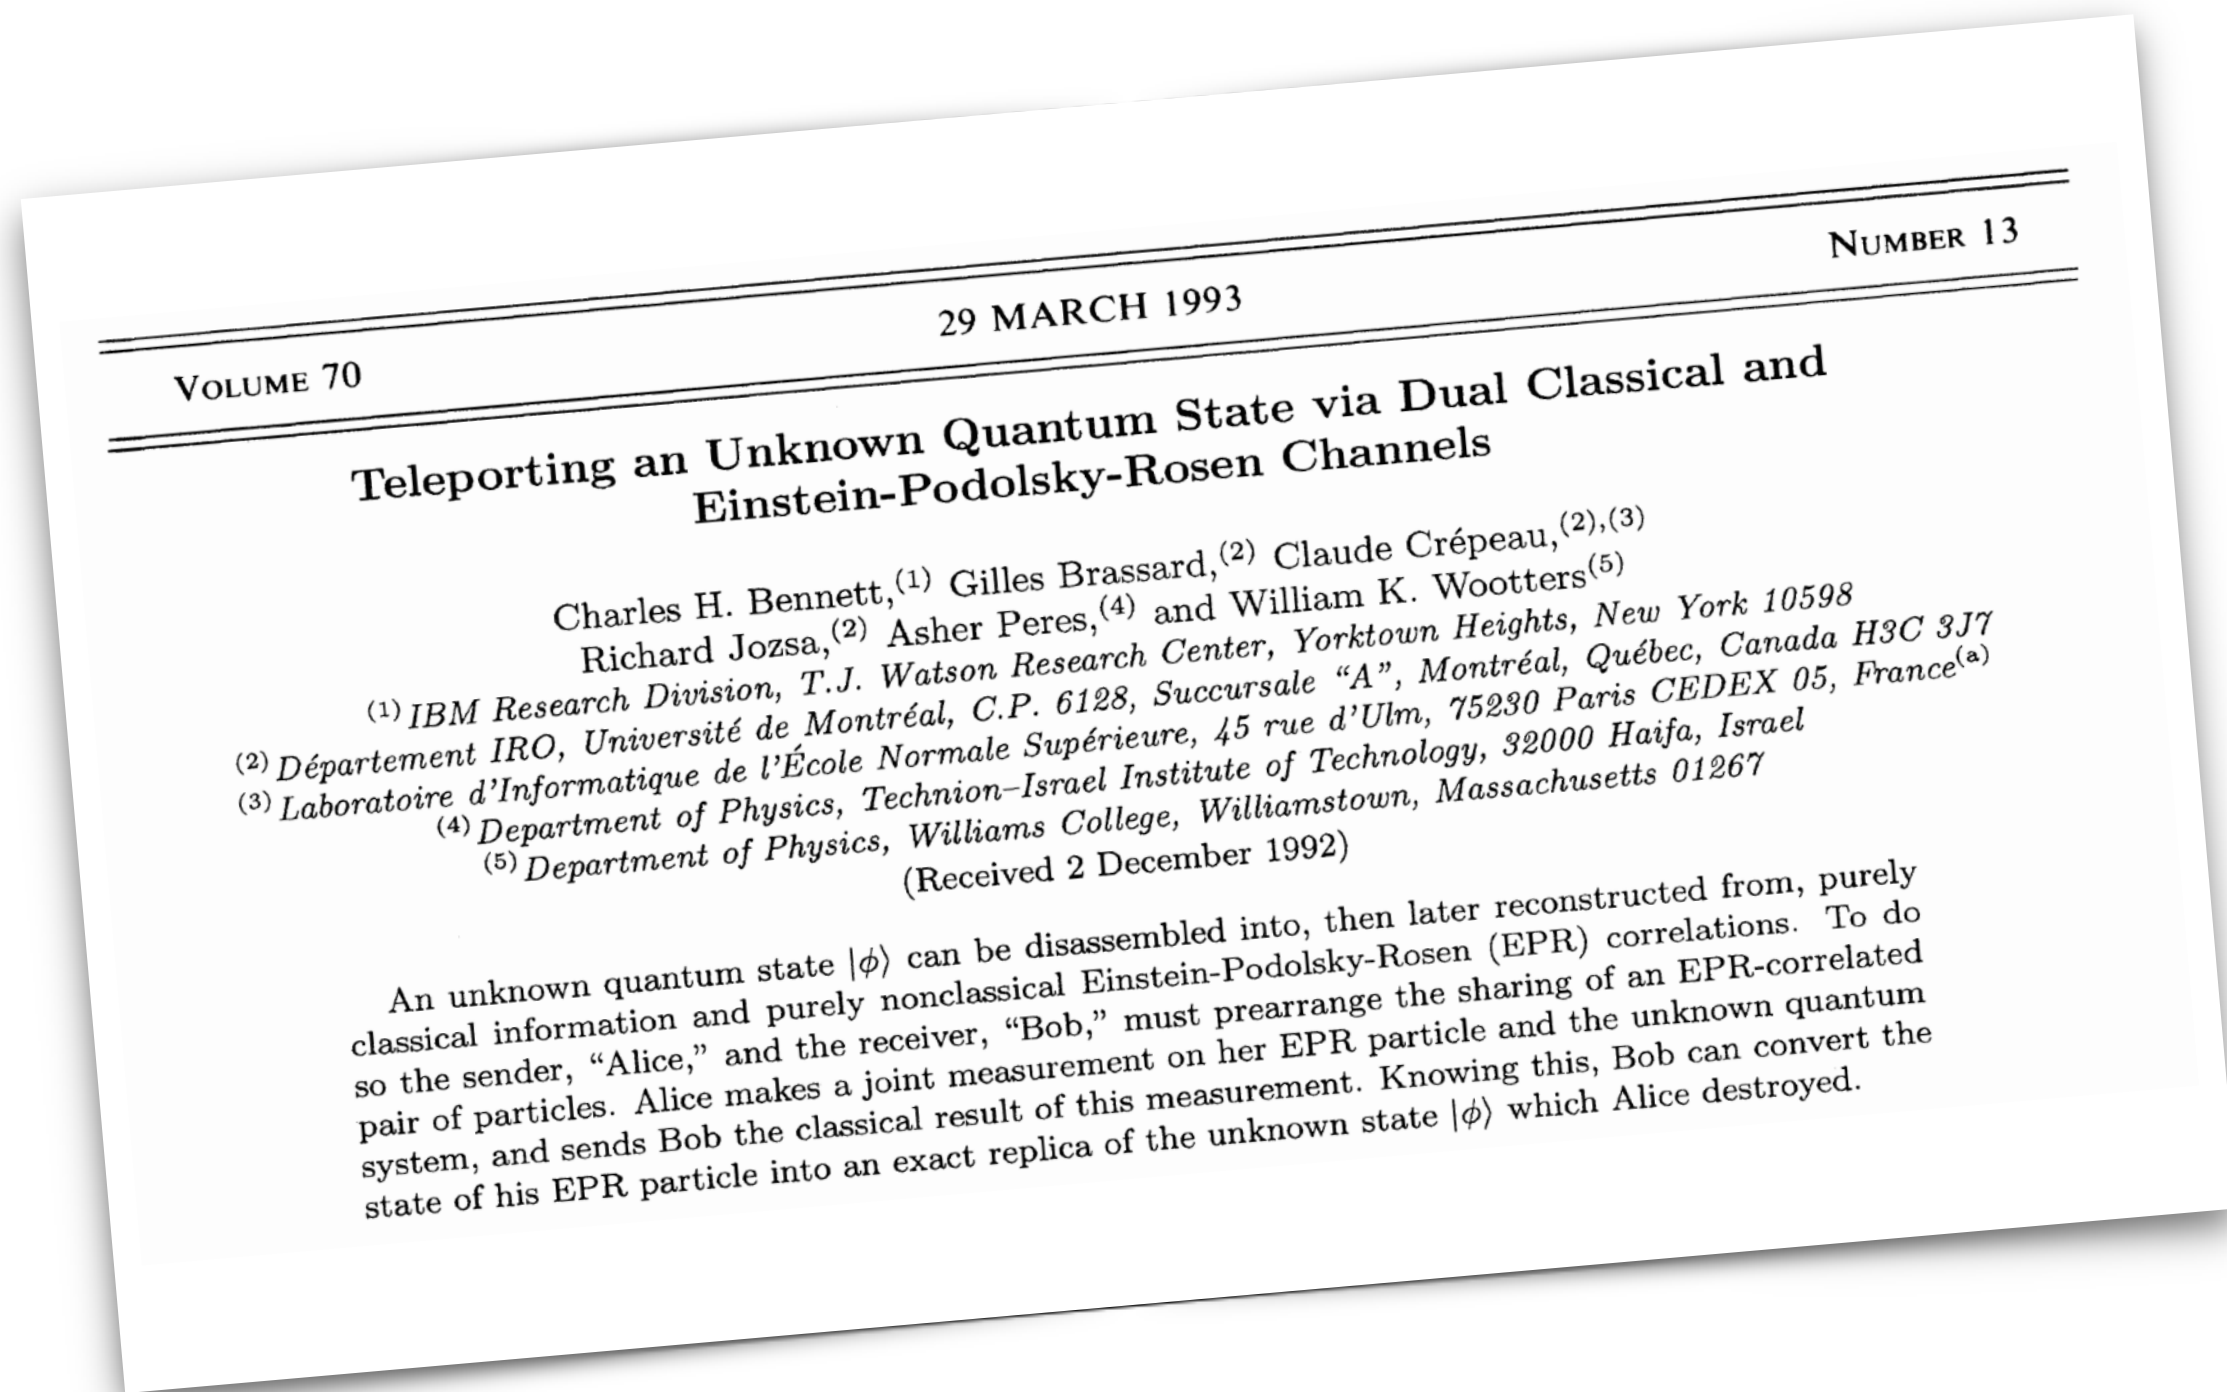 VOLUME 70
29 MARCH 1993
NUMBER 13
Teleporting an Unknown Quantum State via Dual Classical and
Einstein-Podolsky-Rosen Channels
Charles H. Bennett,(1) Gilles Brassard,(2) Claude Crépeau,(2),(3)
Richard Jozsa,(2) Asher Peres,(4) and William K. Wootters(5)
(1) IBM Research Division, T.J. Watson Research Center, Yorktown Heights, New York 10598
(2) Département IRO, Université de Montréal, C.P. 6128, Succursale “A”, Montréal, Québec, Canada H3C 3J7
(3) Laboratoire d’Informatique de l’École Normale Supérieure, 45 rue d’Ulm, 75230 Paris CEDEX 05, France(a)
(4) Department of Physics, Technion–Israel Institute of Technology, 32000 Haifa, Israel
(5) Department of Physics, Williams College, Williamstown, Massachusetts 01267
(Received 2 December 1992)
An unknown quantum state |ϕ⟩ can be disassembled into, then later reconstructed from, purely
classical information and purely nonclassical Einstein-Podolsky-Rosen (EPR) correlations. To do
so the sender, “Alice,” and the receiver, “Bob,” must prearrange the sharing of an EPR-correlated
pair of particles. Alice makes a joint measurement on her EPR particle and the unknown quantum
system, and sends Bob the classical result of this measurement. Knowing this, Bob can convert the
state of his EPR particle into an exact replica of the unknown state |ϕ⟩ which Alice destroyed.